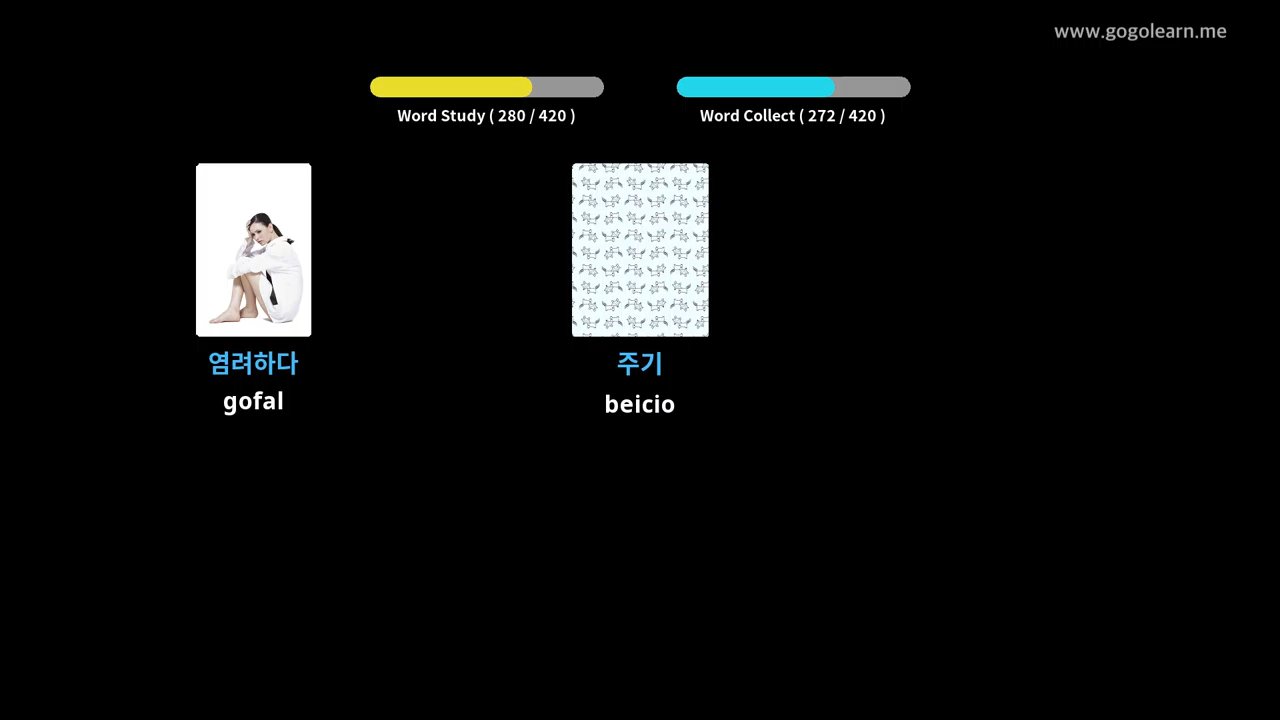 www.gogolearn.me
Word Study ( 280 / 420 )
Word Collect ( 272 / 420 )
염려하다
gofal
주기
beicio